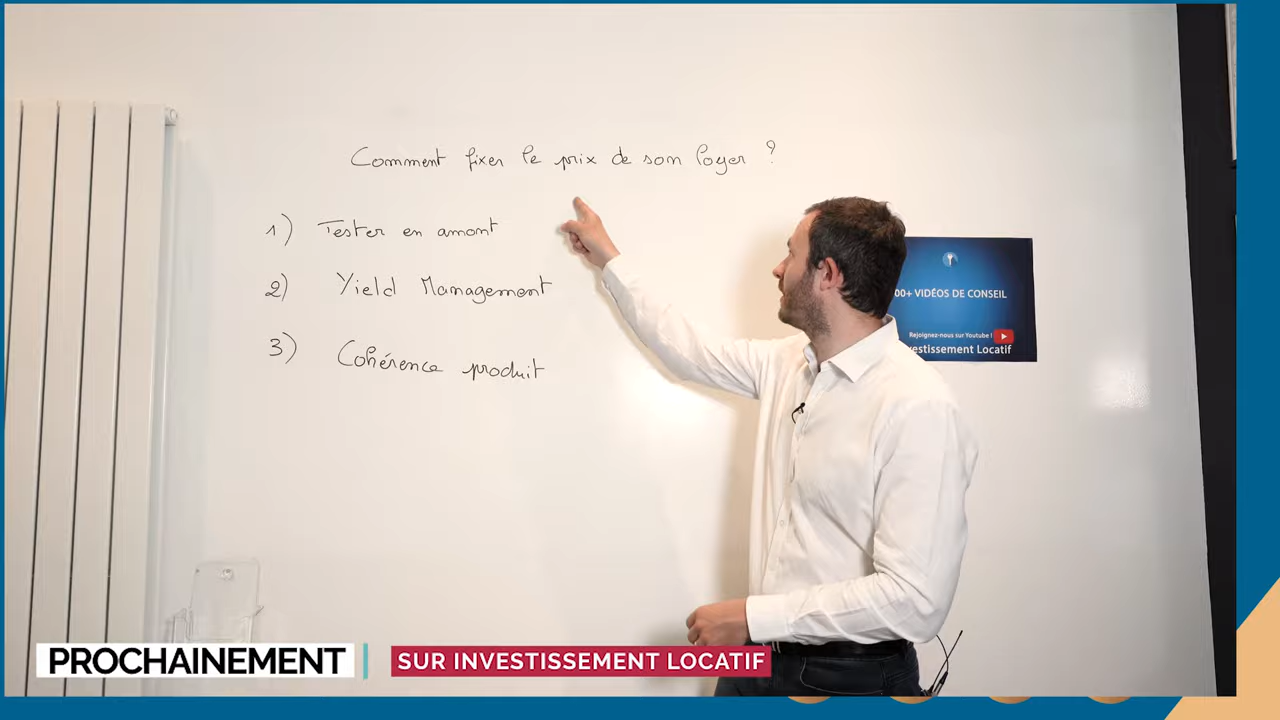 Comment fixer le prix de son loyer ?
1) Tester en amont
2) Yield Management
3) Cohérence produit
00+ VIDÉOS DE CONSEIL
Rejoignez-nous sur Youtube !
vestissement Locatif
PROCHAINEMENT
SUR INVESTISSEMENT LOCATIF